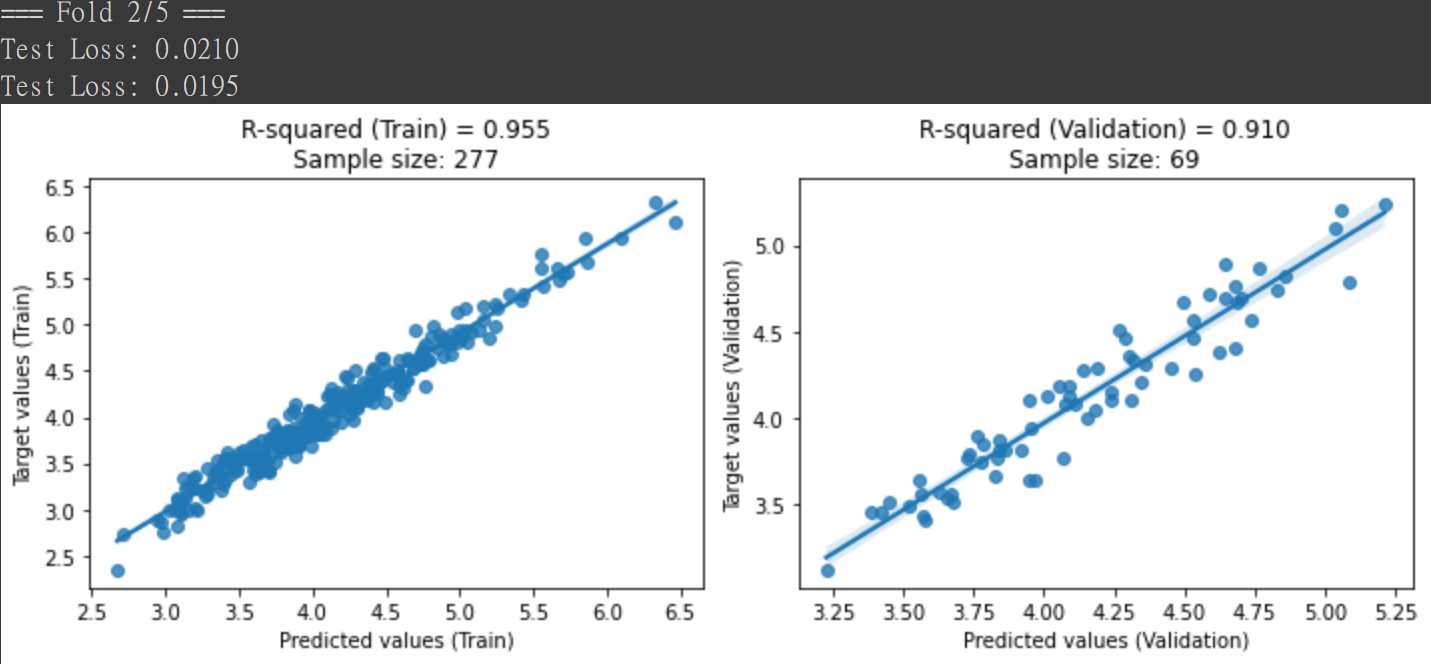 === Fold 2/5 ===
Test Loss: 0.0210
Test Loss: 0.0195
R-squared (Train) = 0.955
Sample size: 277
6.5
6.0
5.5
5.0
4.5
4.0
3.5
3.0
2.5
Target values (Train)
2.5 3.0 3.5 4.0 4.5 5.0 5.5 6.0 6.5
Predicted values (Train)
R-squared (Validation) = 0.910
Sample size: 69
5.0
4.5
4.0
3.5
Target values (Validation)
3.25 3.50 3.75 4.00 4.25 4.50 4.75 5.00 5.25
Predicted values (Validation)